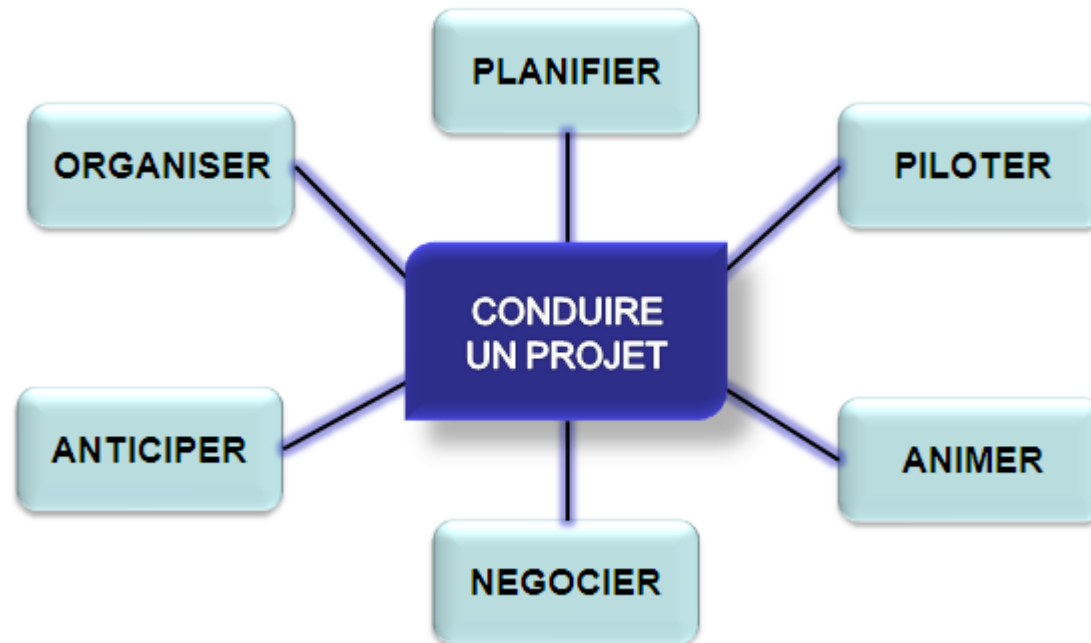 PLANIFIER
ORGANISER
PILOTER
CONDUIRE
UN PROJET
ANTICIPER
ANIMER
NEGOCIER